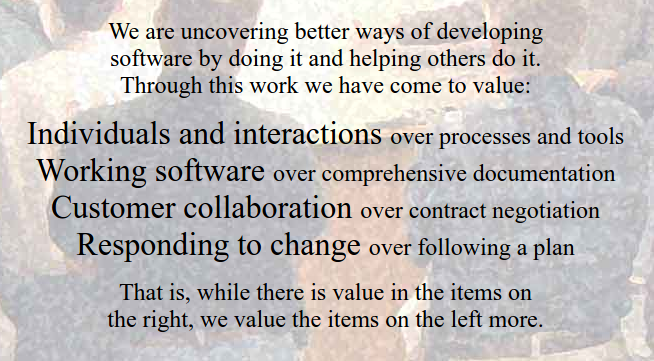 We are uncovering better ways of developing
software by doing it and helping others do it.
Through this work we have come to value:
Individuals and interactions over processes and tools
Working software over comprehensive documentation
Customer collaboration over contract negotiation
Responding to change over following a plan
That is, while there is value in the items on
the right, we value the items on the left more.